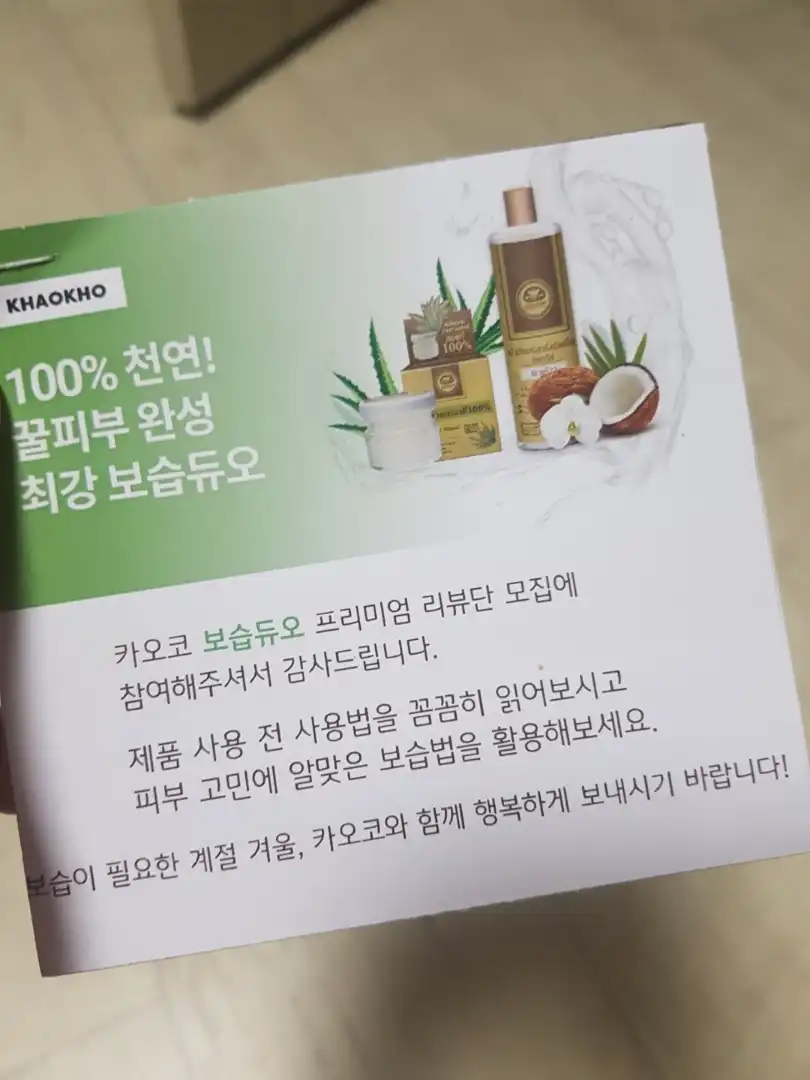 KHAOKHO
100% 천연!
꿀피부 완성
최강 보습듀오
100%
카오코 보습듀오 프리미엄 리뷰단 모집에
참여해주셔서 감사드립니다.
제품 사용 전 사용법을 꼼꼼히 읽어보시고
피부 고민에 알맞은 보습법을 활용해보세요.
보습이 필요한 계절 겨울, 카오코와 함께 행복하게 보내시기 바랍니다!